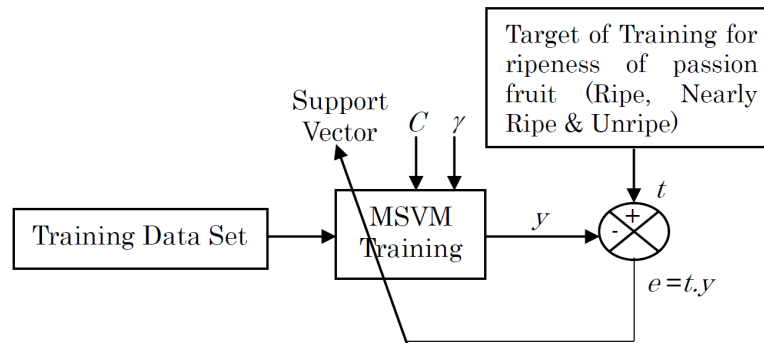 Target of Training for
ripeness of passion
fruit (Ripe, Nearly
Ripe & Unripe)
Support
Vector
C γ
t
Training Data Set
MSVM
Training
y
+
-
e = t.y